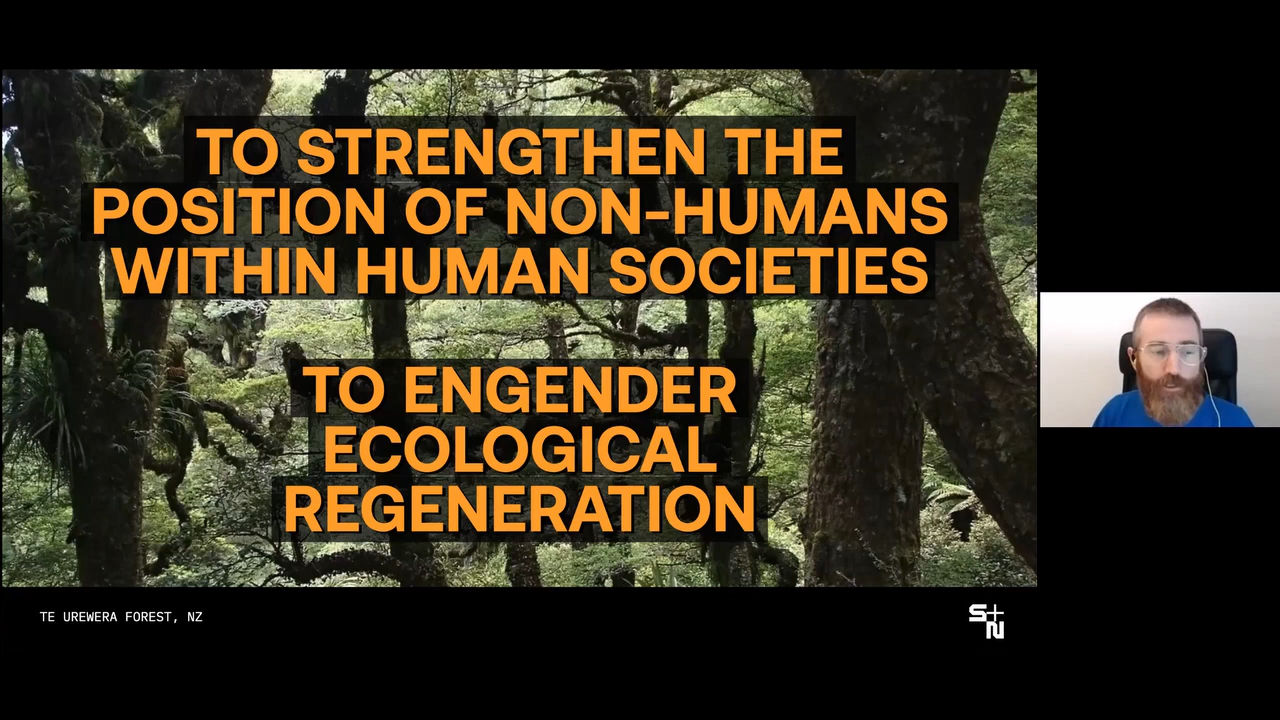 TO STRENGTHEN THE
POSITION OF NON-HUMANS
WITHIN HUMAN SOCIETIES
TO ENGENDER
ECOLOGICAL
REGENERATION
TE UREWERA FOREST, NZ
S+N